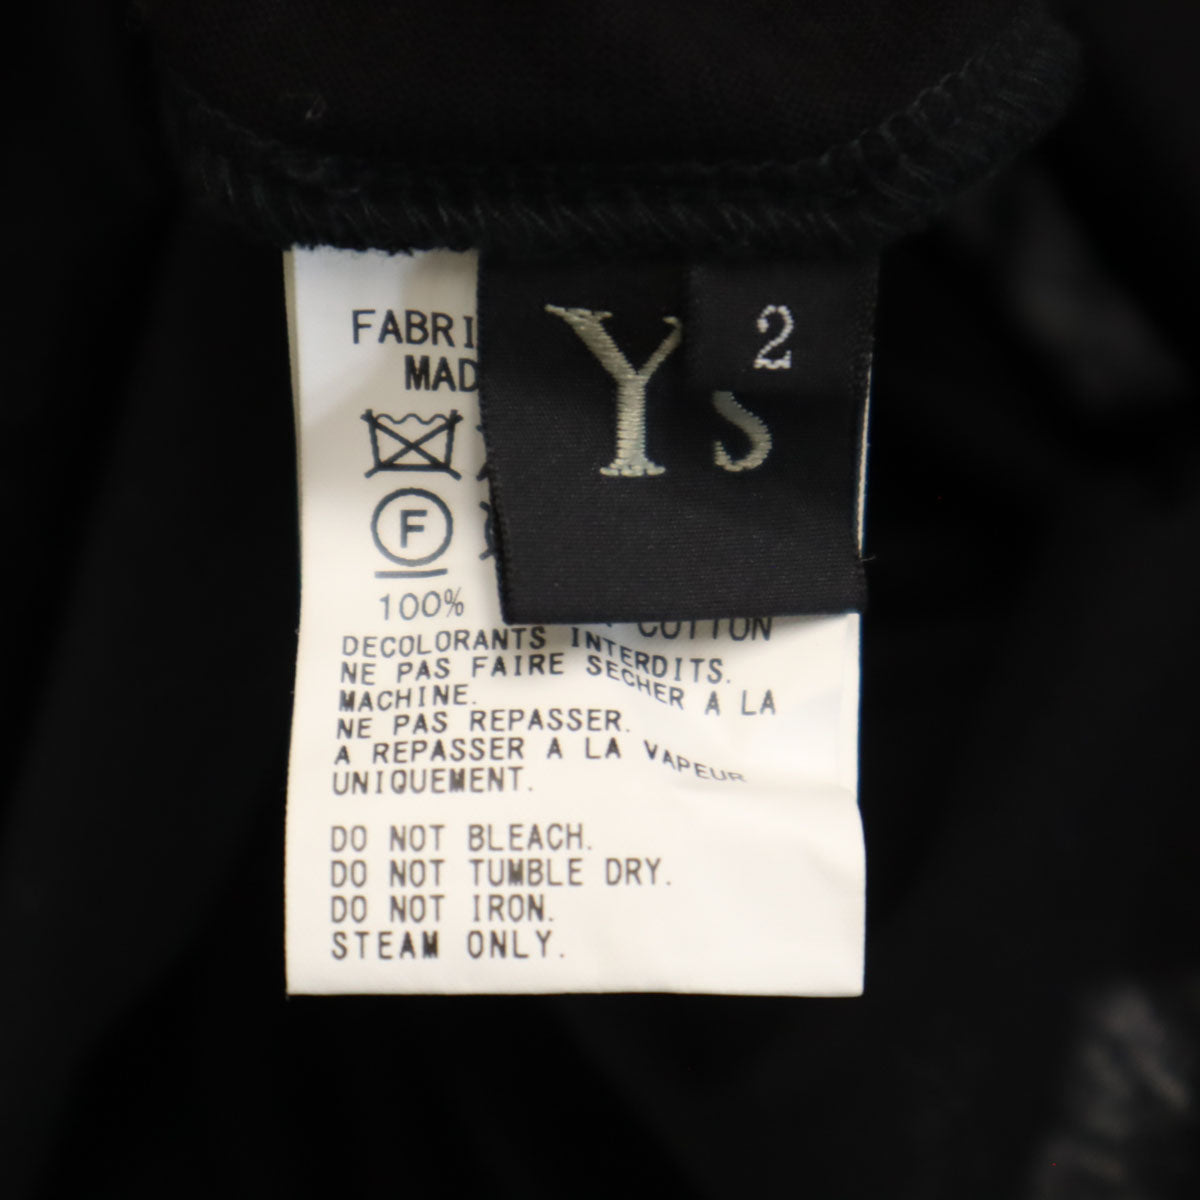 2
Ys
FABRI
MAD
F
100% COTTON
DECOLORANTS INTERDITS.
NE PAS FAIRE SECHER A LA
MACHINE.
NE PAS REPASSER.
A REPASSER A LA VAPEUR
UNIQUEMENT.
DO NOT BLEACH.
DO NOT TUMBLE DRY.
DO NOT IRON.
STEAM ONLY.